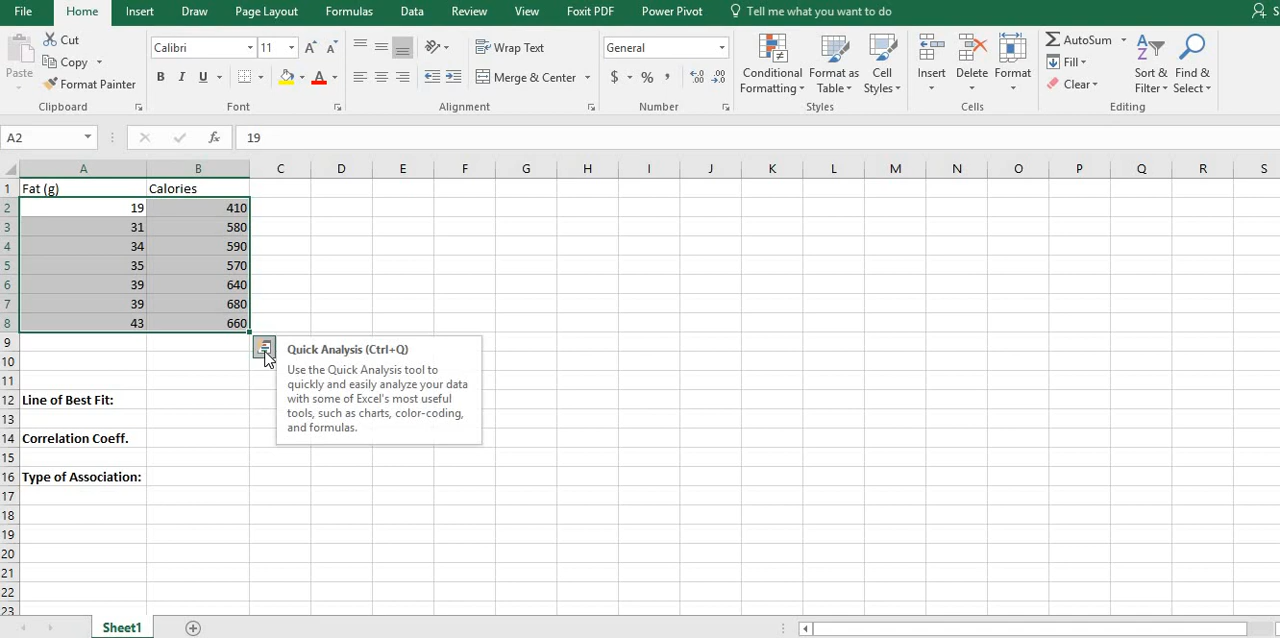 File Home Insert Draw Page Layout Formulas Data Review View Foxit PDF Power Pivot Tell me what you want to do S
Paste Cut Copy Format Painter Clipboard
Calibri 11 A A B I U A Font
Wrap Text Merge & Center Alignment
General $ % , Number
Conditional Formatting Format as Table Cell Styles Styles
Insert Delete Format Cells
AutoSum Fill Clear Sort & Filter Find & Select Editing
A2 fx 19
A B C D E F G H I J K L M N O P Q R S
1 Fat (g) Calories
2 19 410
3 31 580
4 34 590
5 35 570
6 39 640
7 39 680
8 43 660
9
Quick Analysis (Ctrl+Q)
Use the Quick Analysis tool to
quickly and easily analyze your data
with some of Excel's most useful
tools, such as charts, color-coding,
and formulas.
10
11
12 Line of Best Fit:
13
14 Correlation Coeff.
15
16 Type of Association:
17
18
19
20
21
22
23
Sheet1